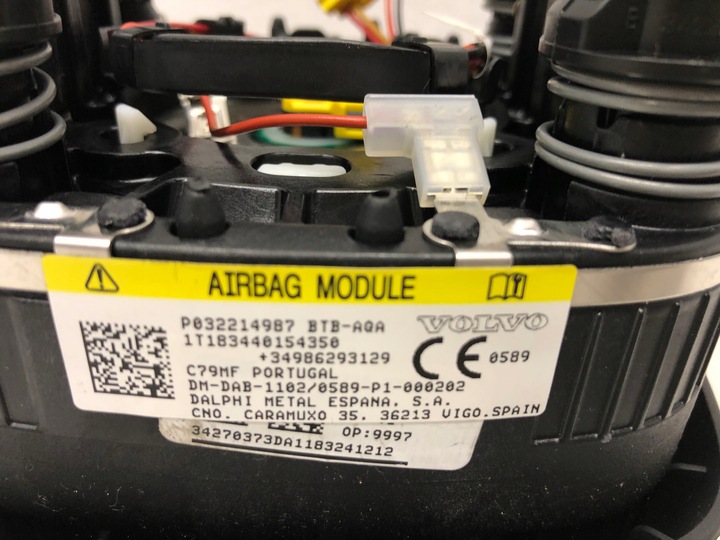 AIRBAG MODULE
P032214987 BTB-AQA
VOLVO
1T183440154350
+34986293129
CE 0589
C79MF PORTUGAL
DM-DAB-1102/0589-P1-000202
DALPHI METAL ESPANA, S.A.
CNO. CARAMUXO 35. 36213 VIGO.SPAIN
OP:9997
34270373DA1183241212